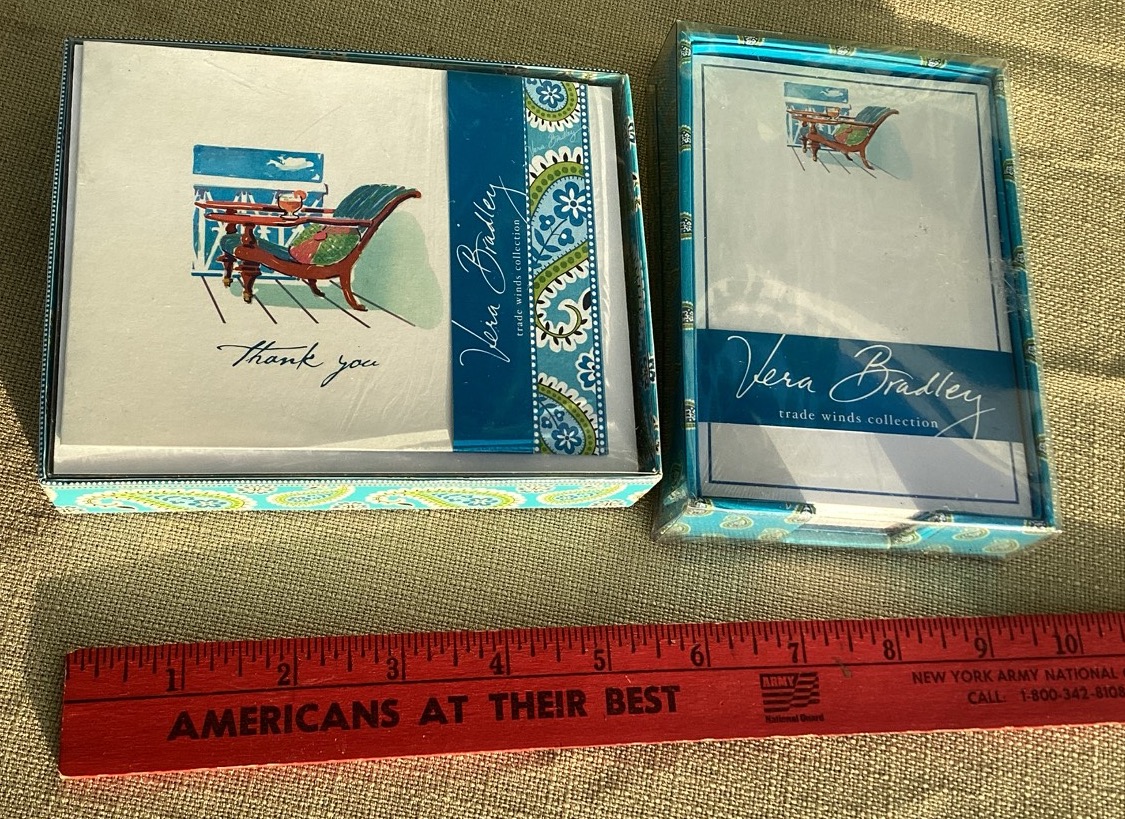 thank you
Vera Bradley
trade winds collection
Vera Bradley
Vera Bradley
trade winds collection
1 2 3 4 5 6 7 8 9 10
AMERICANS AT THEIR BEST
ARMY
National Guard
NEW YORK ARMY NATIONAL
CALL: 1-800-342-8108